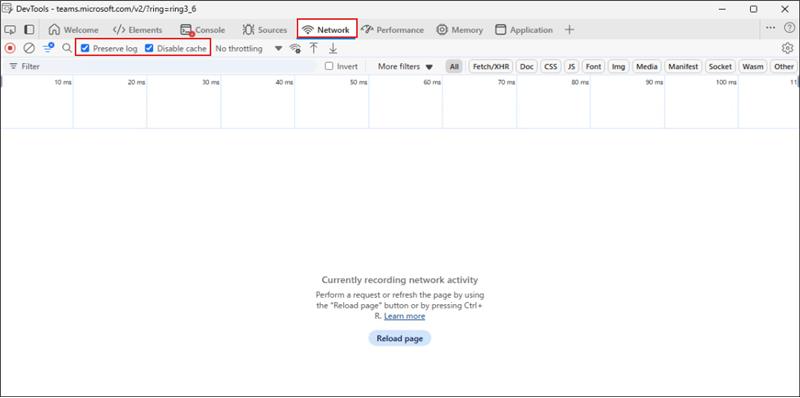 DevTools - teams.microsoft.com/v2/?ring=ring3_6
Welcome Elements Console Sources Network Performance Memory Application
Preserve log Disable cache No throttling
Filter Invert More filters All Fetch/XHR Doc CSS JS Font Img Media Manifest Socket Wasm Other
10 ms 20 ms 30 ms 40 ms 50 ms 60 ms 70 ms 80 ms 90 ms 100 ms 11
Currently recording network activity
Perform a request or refresh the page by using
the "Reload page" button or by pressing Ctrl+
R. Learn more
Reload page